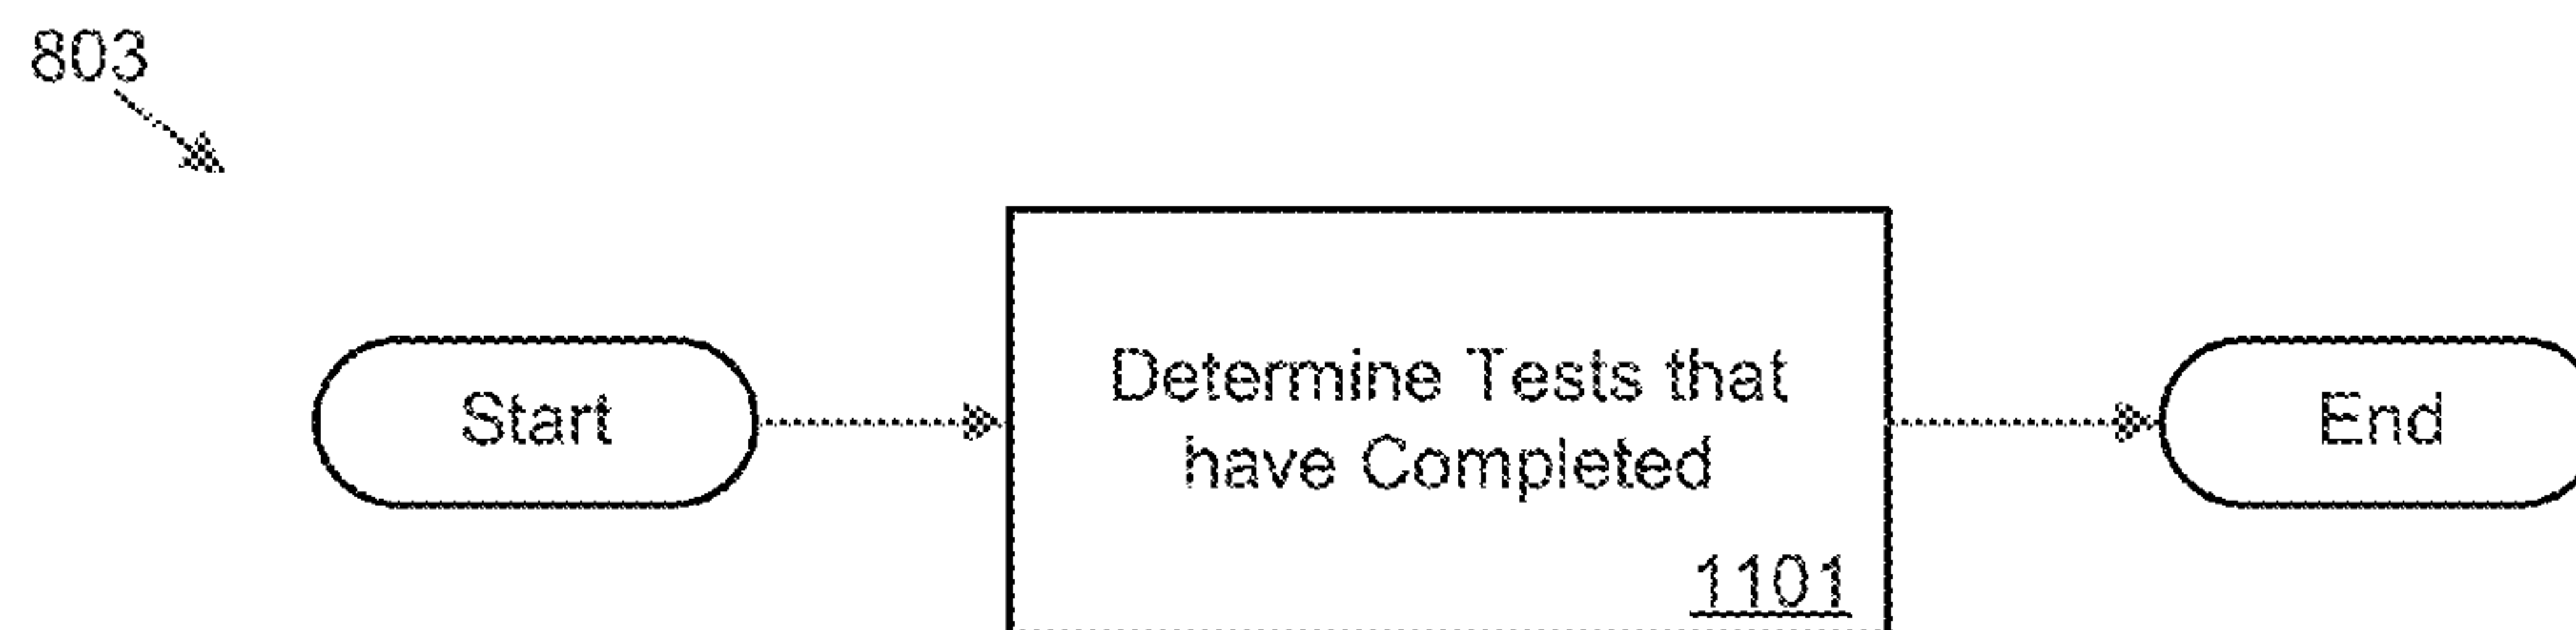 803
Start
Determine Tests that
have Completed
1101
End